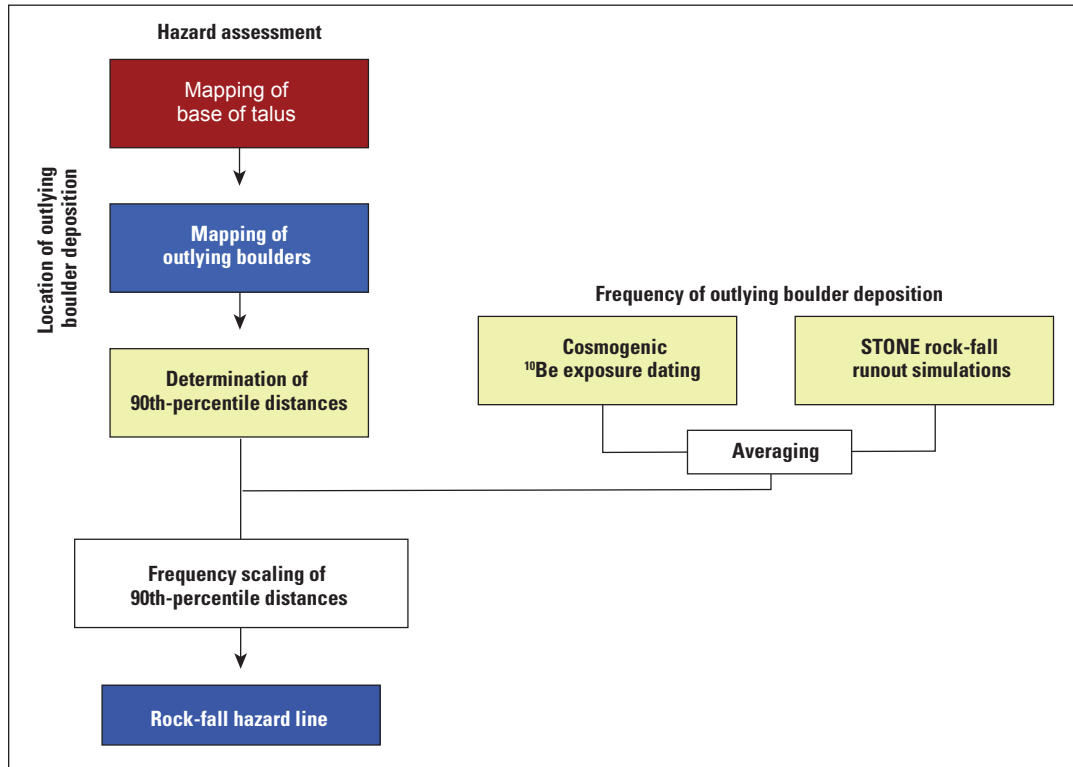 Hazard assessment
Mapping of
base of talus
Location of outlying
boulder deposition
Mapping of
outlying boulders
Frequency of outlying boulder deposition
Determination of
90th-percentile distances
Cosmogenic
¹⁰Be exposure dating
STONE rock-fall
runout simulations
Averaging
Frequency scaling of
90th-percentile distances
Rock-fall hazard line